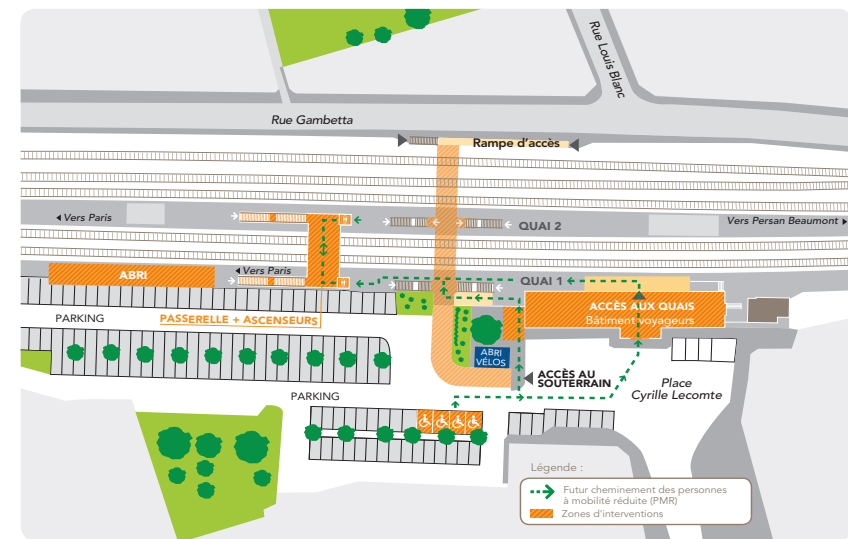 Rue Louis Blanc
Rue Gambetta
Rampe d'accès
Vers Paris
QUAI 2
Vers Persan Beaumont
Vers Paris
ABRI
QUAI 1
ACCÈS AUX QUAIS
Bâtiment voyageurs
PARKING
PASSERELLE + ASCENSEURS
ABRI
VÉLOS
ACCÈS AU
SOUTERRAIN
Place
Cyrille Lecomte
PARKING
Légende :
Futur cheminement des personnes
à mobilité réduite (PMR)
Zones d'interventions